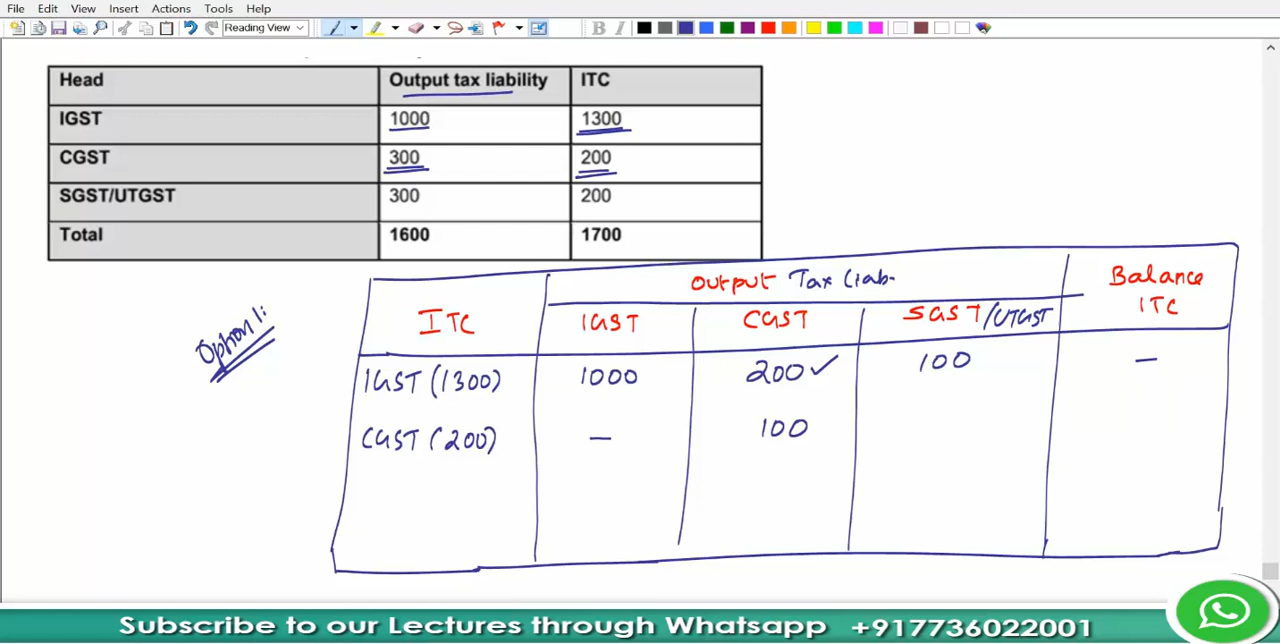 File Edit View Insert Actions Tools Help
Reading View
Head Output tax liability ITC
IGST 1000 1300
CGST 300 200
SGST/UTGST 300 200
Total 1600 1700
Option 1:
ITC Output Tax Liab- Balance ITC
IGST CGST SGST/UTGST
IGST (1300) 1000 200 ✓ 100 —
CGST (200) — 100
Subscribe to our Lectures through Whatsapp +917736022001